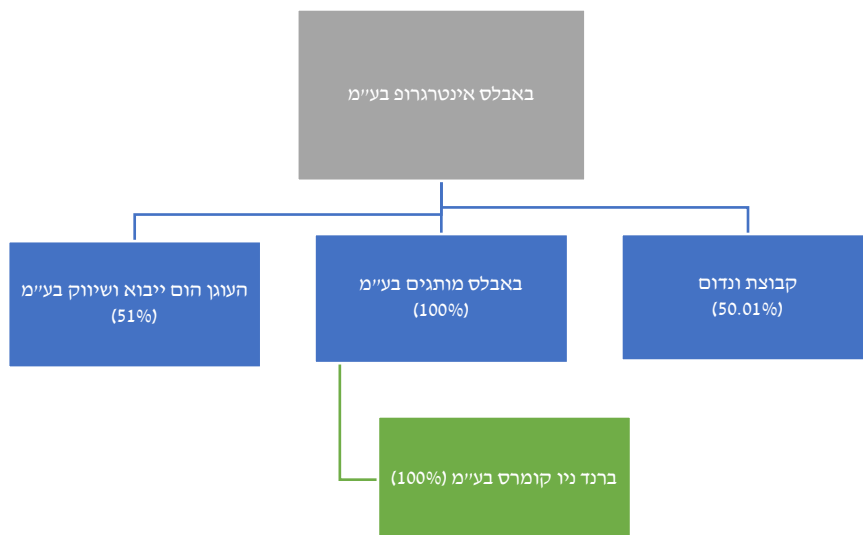 באבלס אינטרגרופ בע"מ
קבוצת ונדום
(50.01%)
באבלס מותגים בע"מ
(100%)
העוגן הום ייבוא ושיווק בע"מ
(51%)
ברנד ניו קומרס בע"מ (100%)